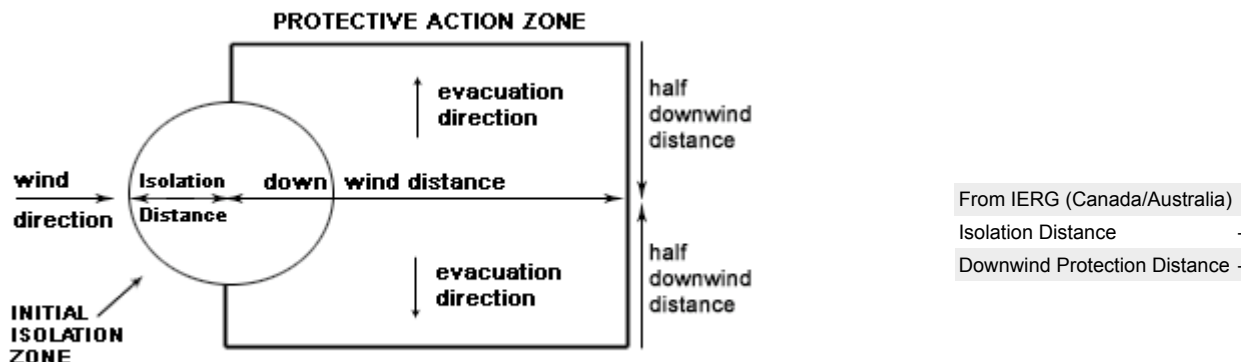 PROTECTIVE ACTION ZONE
evacuation
direction
half
downwind
distance
wind
direction
Isolation
Distance
down wind distance
evacuation
direction
half
downwind
distance
INITIAL
ISOLATION
ZONE
From IERG (Canada/Australia)
Isolation Distance -
Downwind Protection Distance -